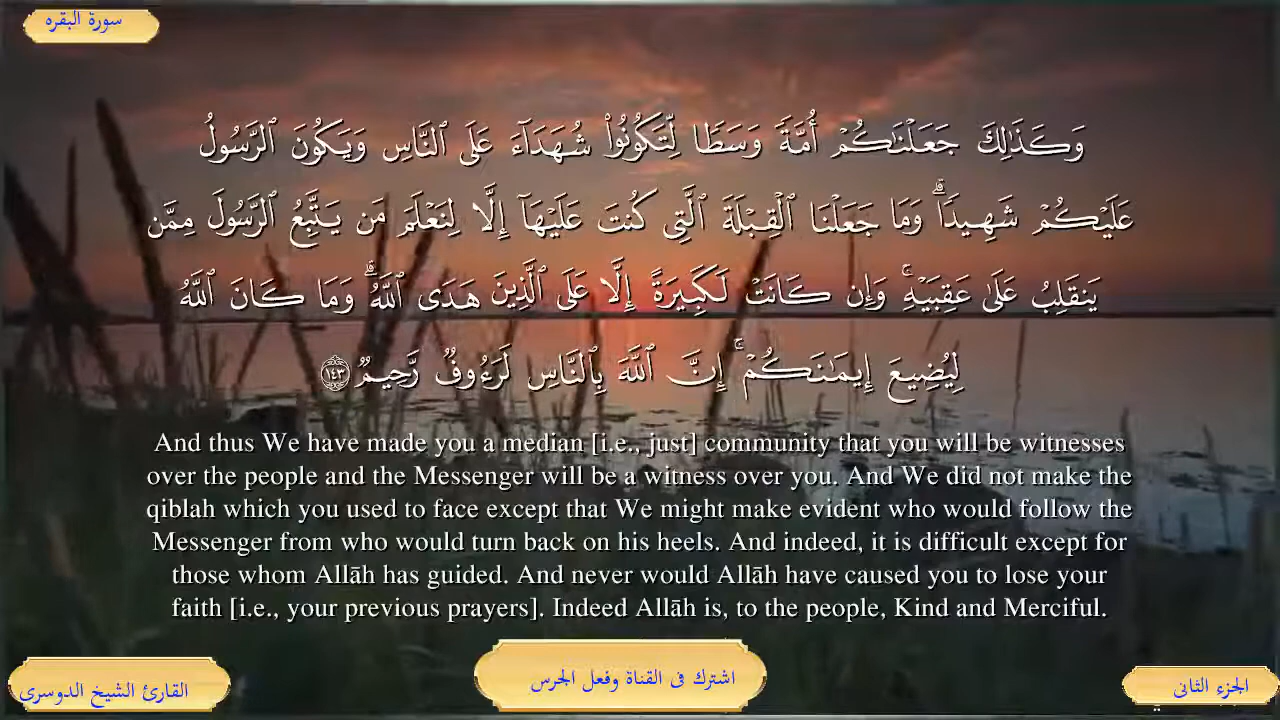 سورة البقره
وَكَذَٰلِكَ جَعَلْنَٰكُمْ أُمَّةً وَسَطًا لِّتَكُونُوا۟ شُهَدَآءَ عَلَى ٱلنَّاسِ وَيَكُونَ ٱلرَّسُولُ
عَلَيْكُمْ شَهِيدًا ۗ وَمَا جَعَلْنَا ٱلْقِبْلَةَ ٱلَّتِى كُنتَ عَلَيْهَآ إِلَّا لِنَعْلَمَ مَن يَتَّبِعُ ٱلرَّسُولَ مِمَّن
يَنقَلِبُ عَلَىٰ عَقِبَيْهِ ۚ وَإِن كَانَتْ لَكَبِيرَةً إِلَّا عَلَى ٱلَّذِينَ هَدَى ٱللَّهُ ۗ وَمَا كَانَ ٱللَّهُ
لِيُضِيعَ إِيمَٰنَكُمْ ۚ إِنَّ ٱللَّهَ بِٱلنَّاسِ لَرَءُوفٌ رَّحِيمٌ ١٤٣
And thus We have made you a median [i.e., just] community that you will be witnesses
over the people and the Messenger will be a witness over you. And We did not make the
qiblah which you used to face except that We might make evident who would follow the
Messenger from who would turn back on his heels. And indeed, it is difficult except for
those whom Allāh has guided. And never would Allāh have caused you to lose your
faith [i.e., your previous prayers]. Indeed Allāh is, to the people, Kind and Merciful.
الجزء الثانى
اشترك فى القناة وفعل الجرس
القارئ الشيخ الدوسرى